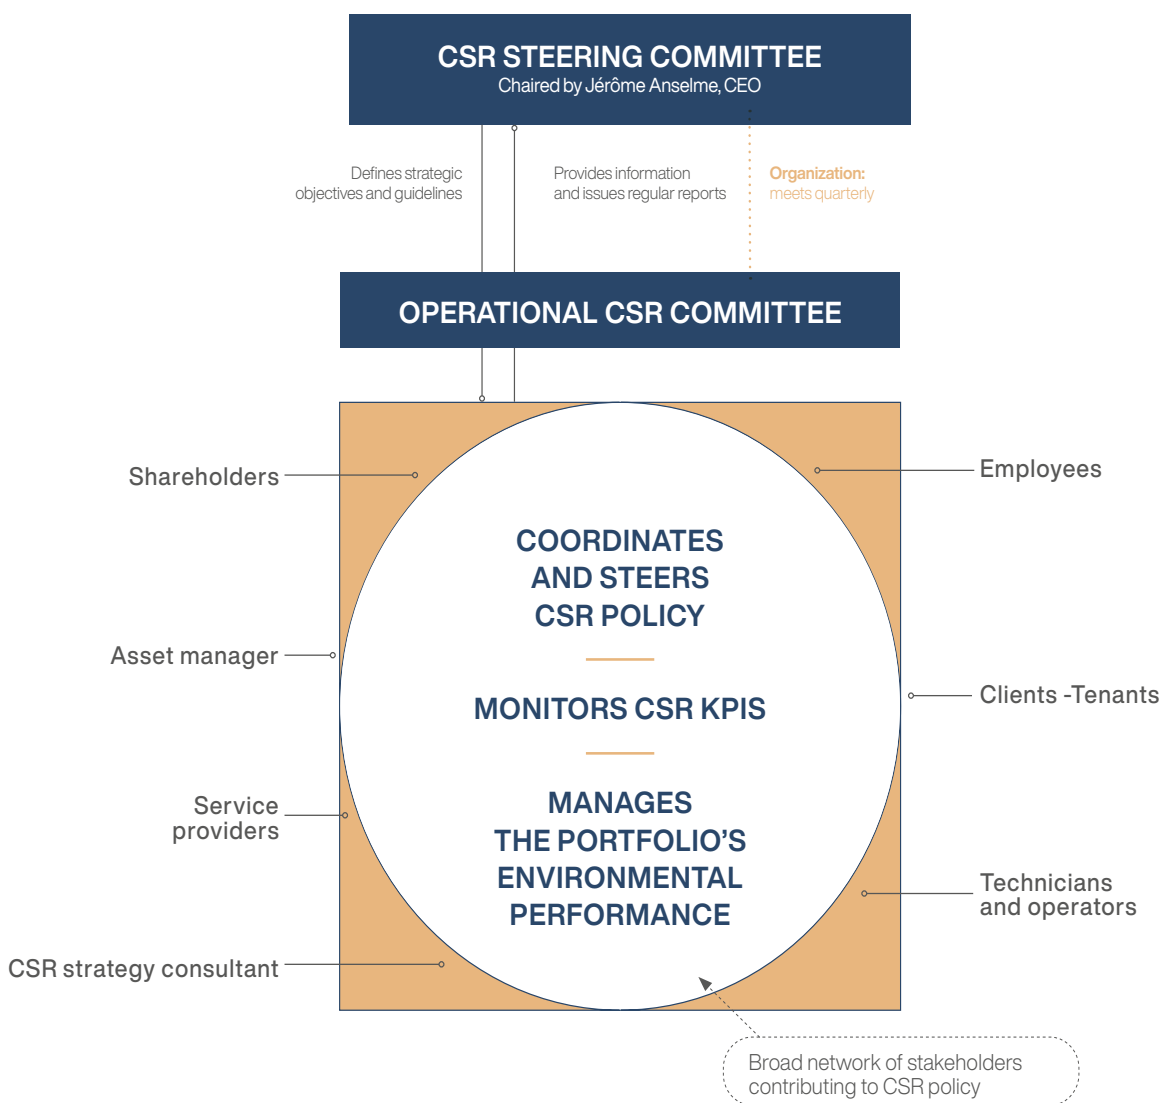 CSR STEERING COMMITTEE
Chaired by Jérôme Anselme, CEO
Defines strategic
objectives and guidelines
Provides information
and issues regular reports
Organization:
meets quarterly
OPERATIONAL CSR COMMITTEE
Shareholders
Employees
COORDINATES
AND STEERS
CSR POLICY
Asset manager
Clients -Tenants
MONITORS CSR KPIS
Service
providers
MANAGES
THE PORTFOLIO'S
ENVIRONMENTAL
PERFORMANCE
Technicians
and operators
CSR strategy consultant
Broad network of stakeholders
contributing to CSR policy